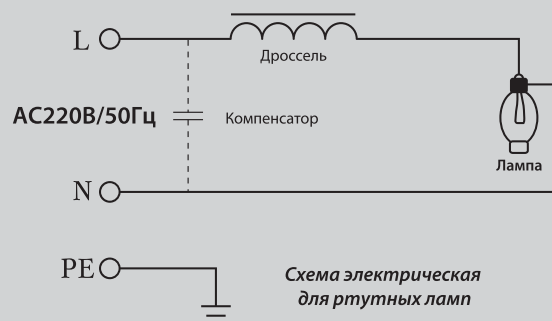 L
Дроссель
АС220В/50Гц
Компенсатор
Лампа
N
PE
Схема электрическая
для ртутных ламп